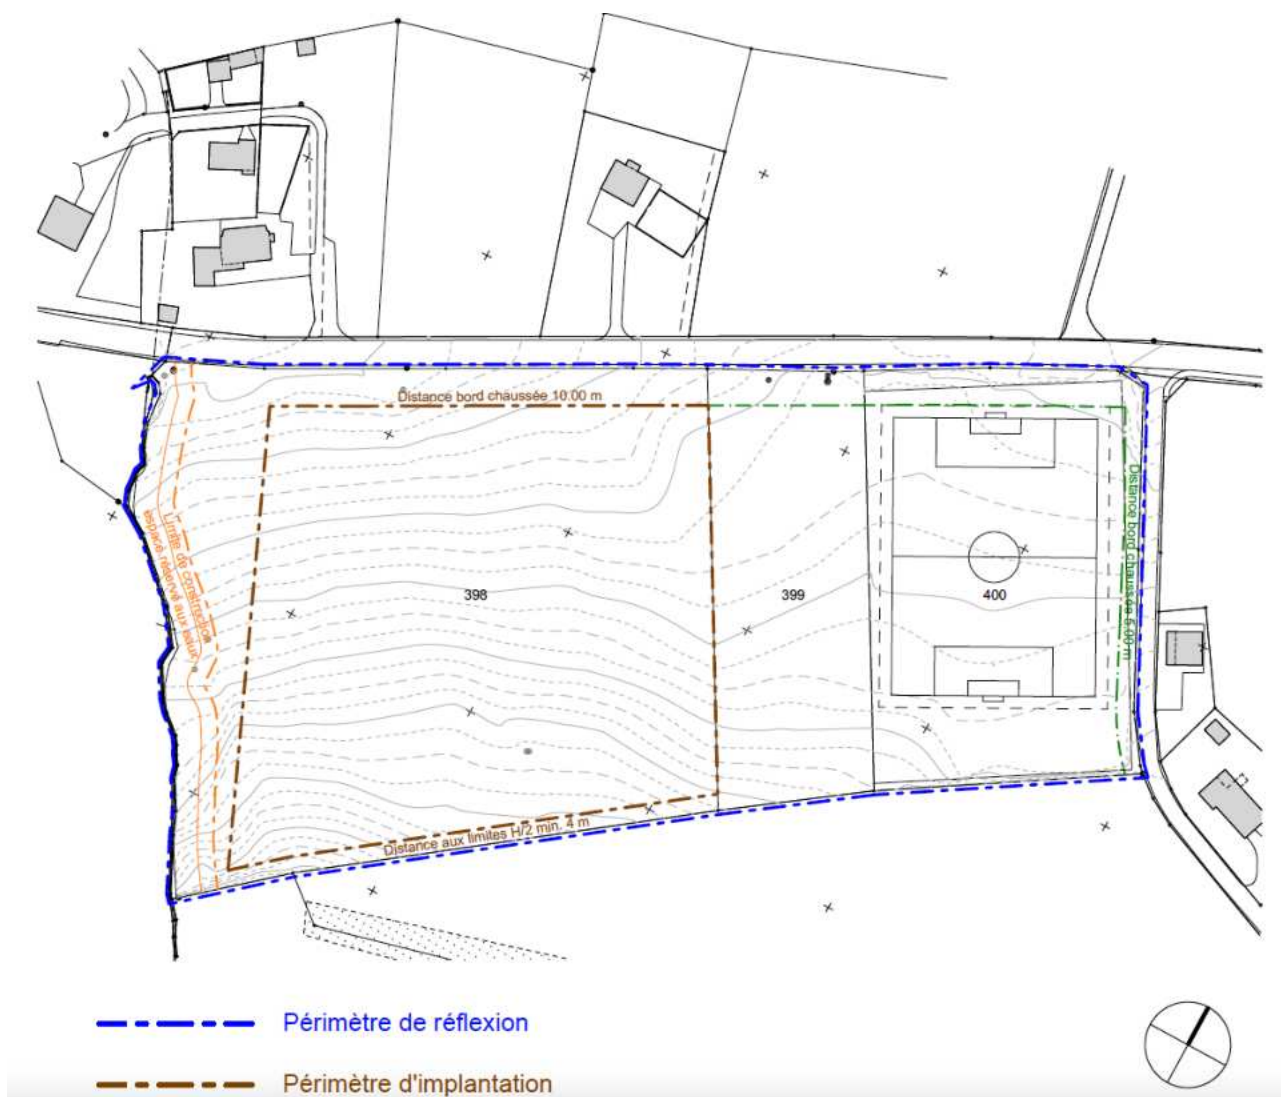 Distance bord chaussée 10.00 m
Distance bord chaussée 6.00 m
Limite de construction
espace réservé aux eaux
398
399
400
Distance aux limites H/2 min. 4 m
Périmètre de réflexion
Périmètre d'implantation